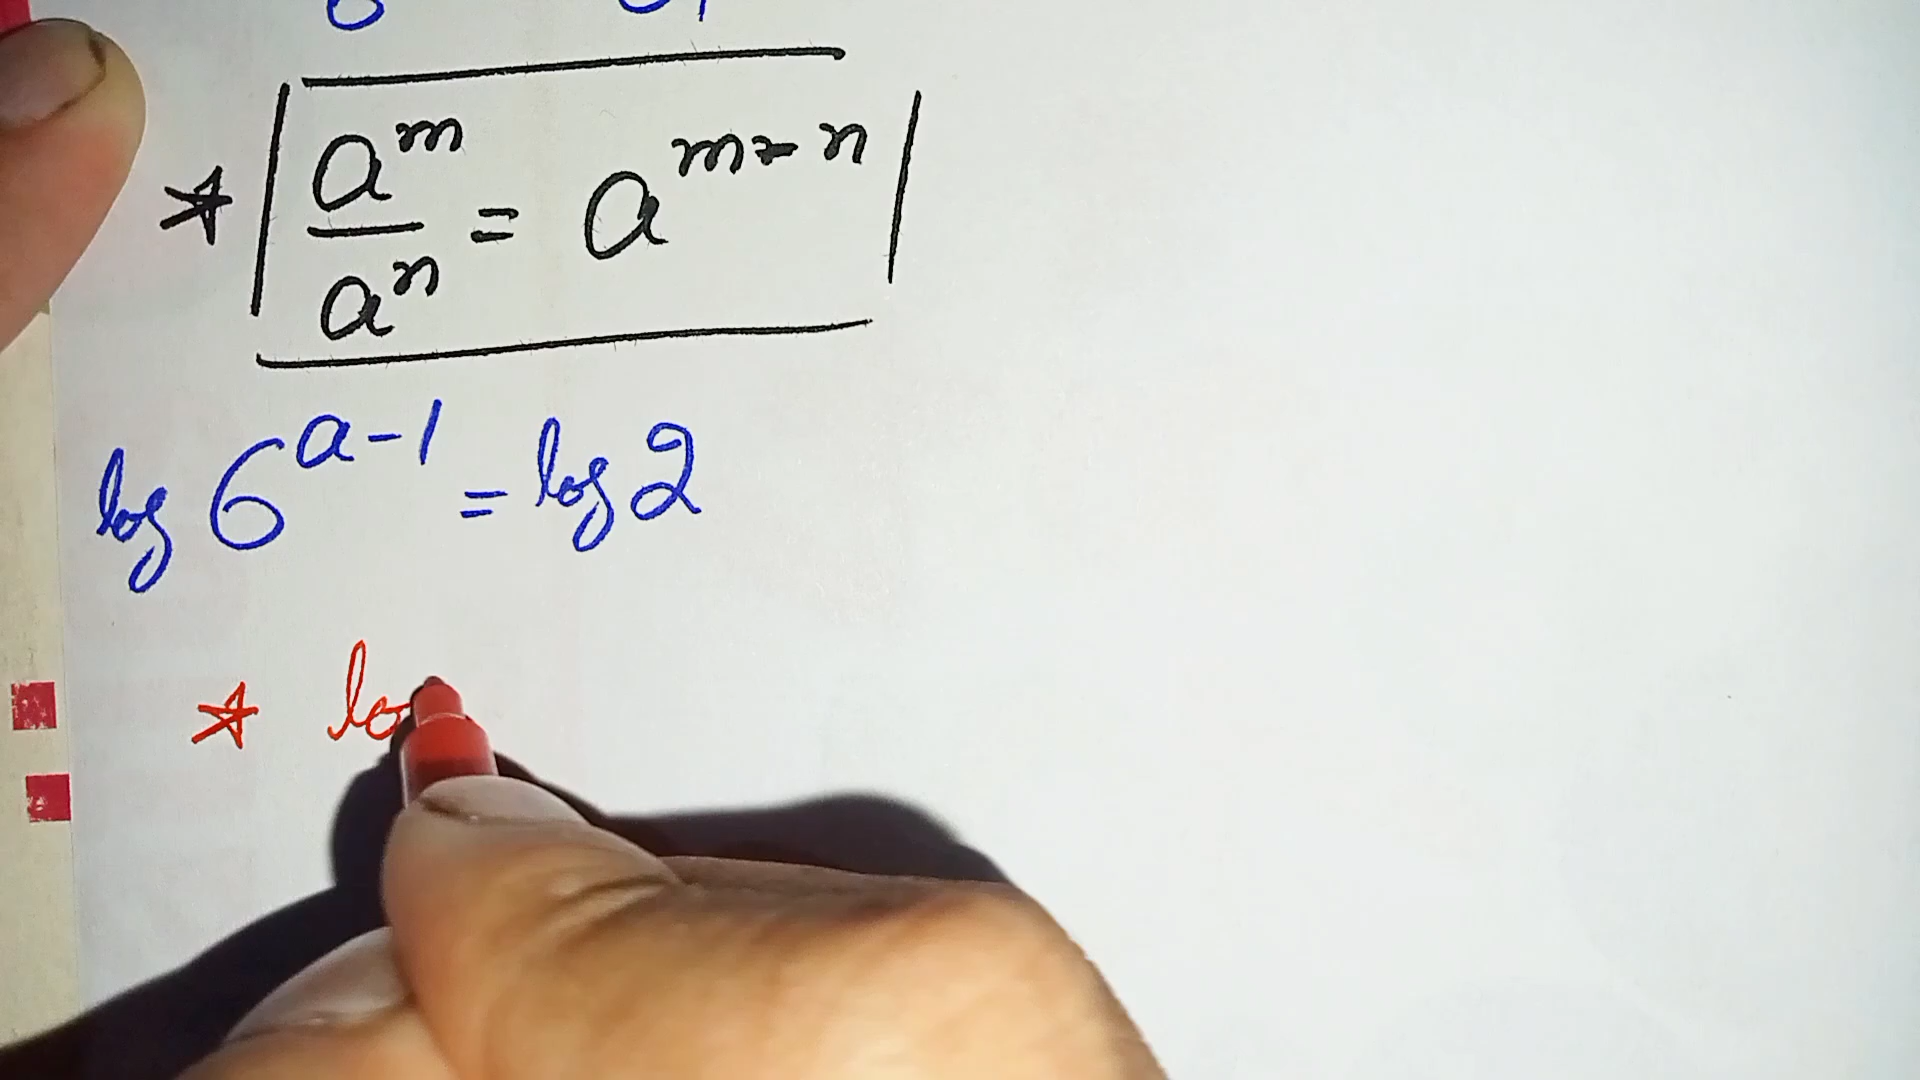 * a^m / a^n = a^(m-n)
log 6^(a-1) = log 2
* lo